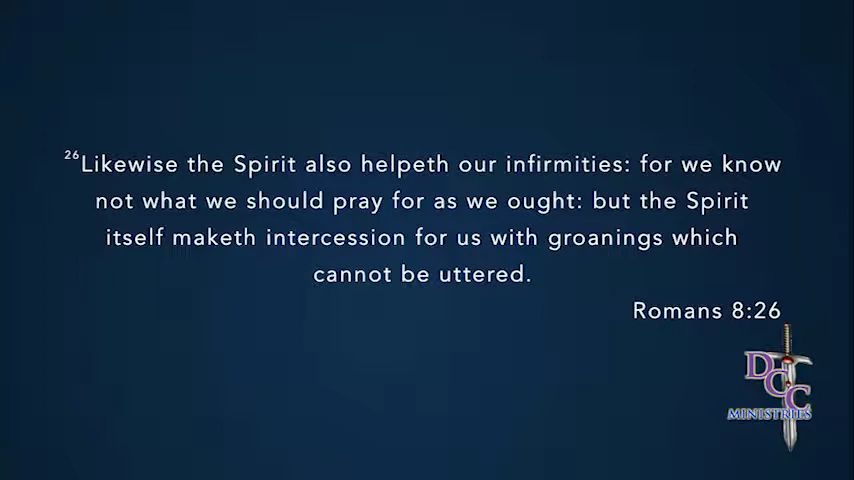 26Likewise the Spirit also helpeth our infirmities: for we know
not what we should pray for as we ought: but the Spirit
itself maketh intercession for us with groanings which
cannot be uttered.
Romans 8:26
DCC
MINISTRIES